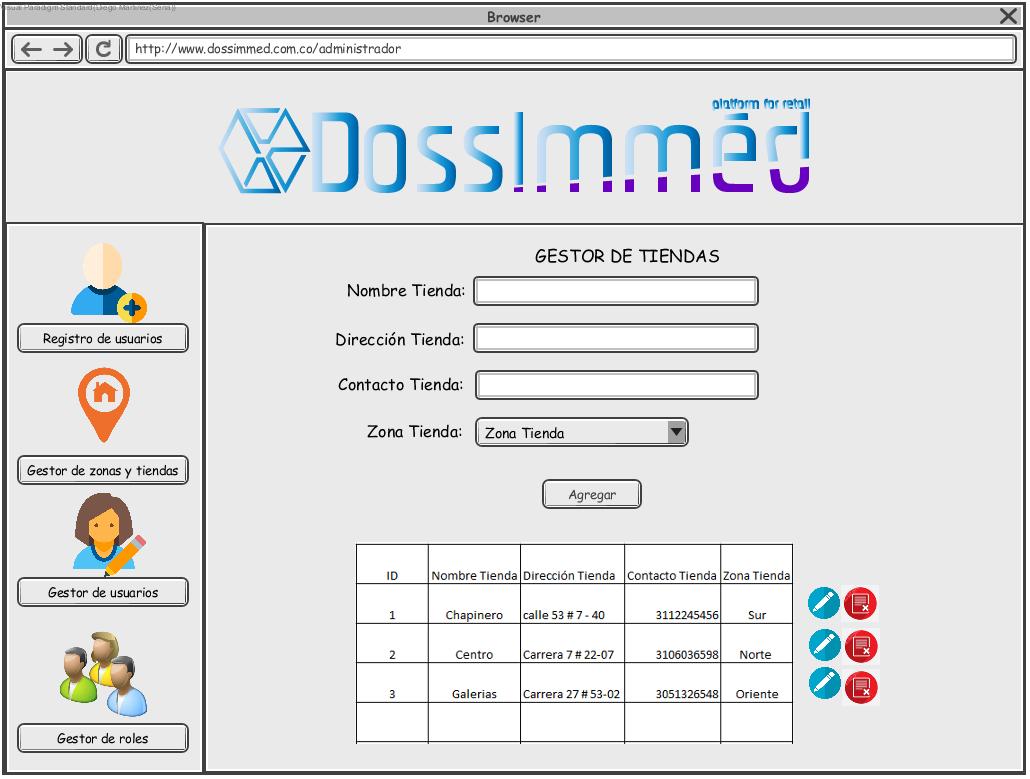 Visual Paradigm Standard(Diego Martinez(Sena))
Browser
http://www.dossimmed.com.co/administrador
platform for retail
DossImmēd
GESTOR DE TIENDAS
Nombre Tienda:
Dirección Tienda:
Contacto Tienda:
Zona Tienda: Zona Tienda
Agregar
Registro de usuarios
Gestor de zonas y tiendas
Gestor de usuarios
Gestor de roles
ID Nombre Tienda Dirección Tienda Contacto Tienda Zona Tienda
1 Chapinero calle 53 # 7 - 40 3112245456 Sur
2 Centro Carrera 7 # 22-07 3106036598 Norte
3 Galerias Carrera 27 # 53-02 3051326548 Oriente